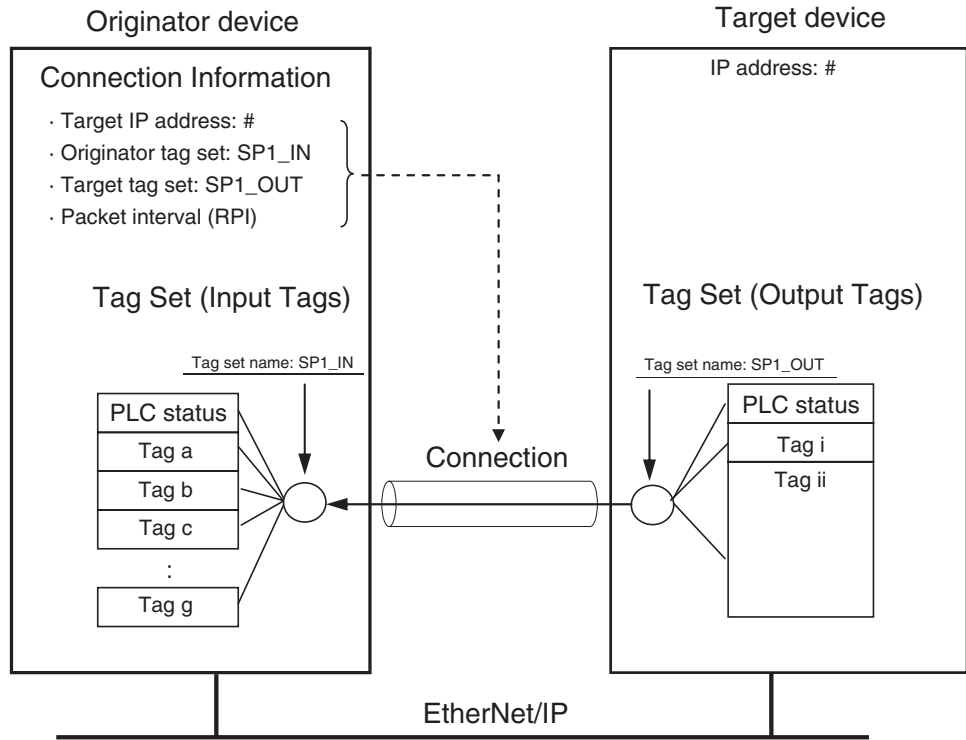 Originator device
Connection Information
· Target IP address: #
· Originator tag set: SP1_IN
· Target tag set: SP1_OUT
· Packet interval (RPI)
Tag Set (Input Tags)
Tag set name: SP1_IN
PLC status
Tag a
Tag b
Tag c
:
Tag g
Connection
Target device
IP address: #
Tag Set (Output Tags)
Tag set name: SP1_OUT
PLC status
Tag i
Tag ii
EtherNet/IP